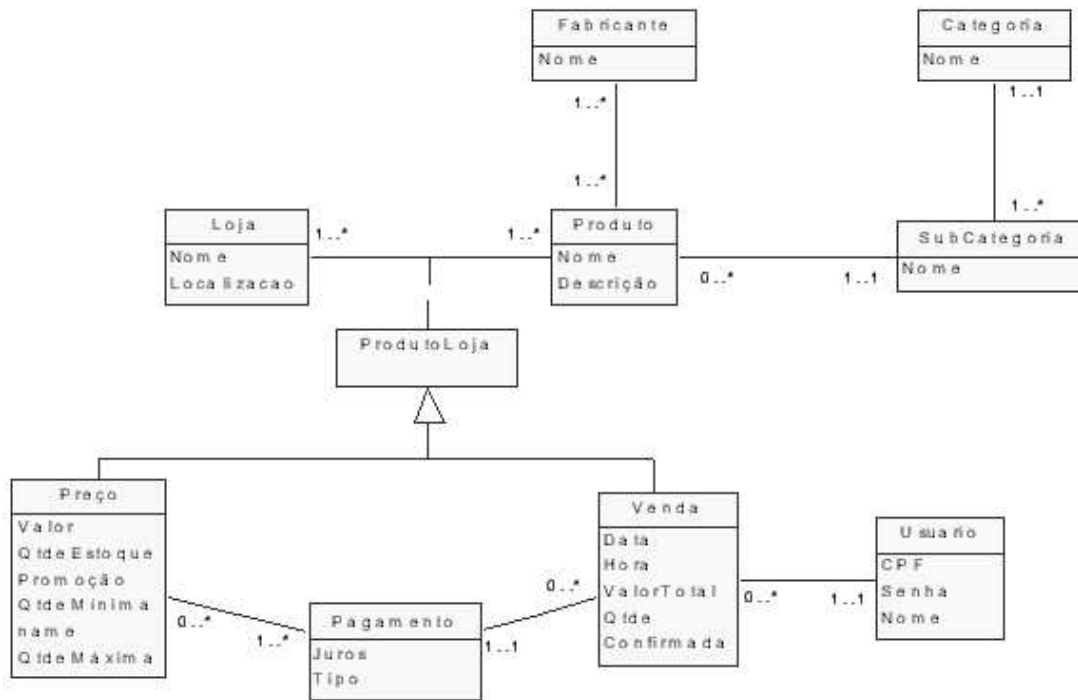 Fabricante
Nome
Categoria
Nome
1..*
1..1
1..*
1..*
Loja
Nome
Localizacao
1..*
1..*
Produto
Nome
Descrição
0..*
1..1
SubCategoria
Nome
ProdutoLoja
Preço
Valor
QtdeEstoque
Promoção
QtdeMínima
name
QtdeMáxima
Venda
Data
Hora
ValorTotal
Qtde
Confirmada
Usuario
CPF
Senha
Nome
0..*
1..*
Pagamento
Juros
Tipo
1..1
0..*
0..*
1..1